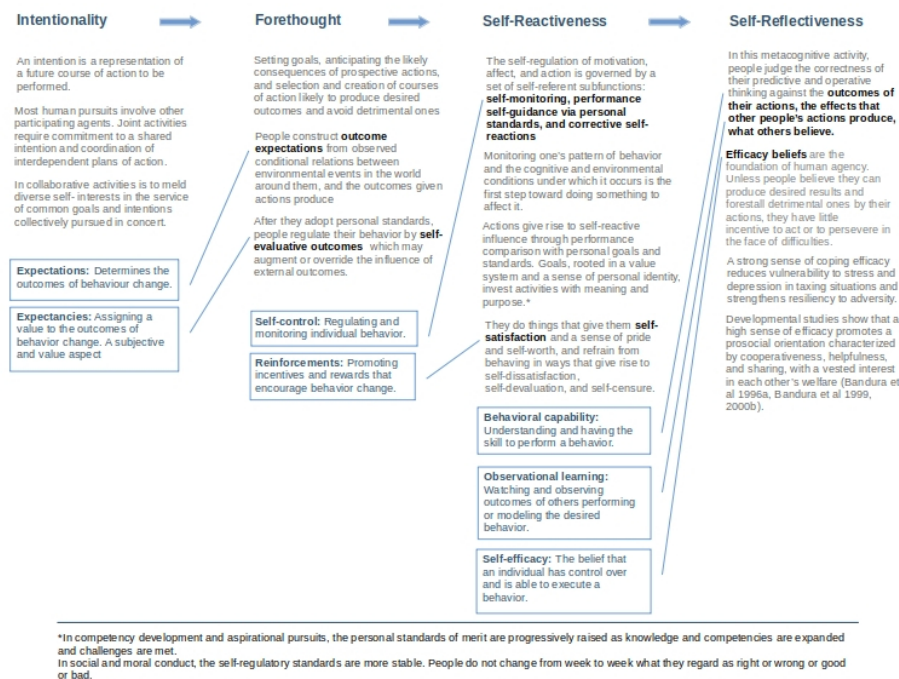 Intentionality
Forethought
Self-Reactiveness
Self-Reflectiveness
An intention is a representation of
a future course of action to be
performed.
Most human pursuits involve other
participating agents. Joint activities
require commitment to a shared
intention and coordination of
interdependent plans of action.
In collaborative activities is to meld
diverse self- interests in the service
of common goals and intentions
collectively pursued in concert.
Expectations: Determines the
outcomes of behaviour change.
Expectancies: Assigning a
value to the outcomes of
behavior change. A subjective
and value aspect
Setting goals, anticipating the likely
consequences of prospective actions,
and selection and creation of courses
of action likely to produce desired
outcomes and avoid detrimental ones
People construct outcome
expectations from observed
conditional relations between
environmental events in the world
around them, and the outcomes given
actions produce
After they adopt personal standards,
people regulate their behavior by self-
evaluative outcomes which may
augment or override the influence of
external outcomes.
Self-control: Regulating and
monitoring individual behavior.
Reinforcements: Promoting
incentives and rewards that
encourage behavior change.
The self-regulation of motivation,
affect, and action is governed by a
set of self-referent subfunctions:
self-monitoring, performance
self-guidance via personal
standards, and corrective self-
reactions
Monitoring one's pattern of behavior
and the cognitive and environmental
conditions under which it occurs is the
first step toward doing something to
affect it.
Actions give rise to self-reactive
influence through performance
comparison with personal goals and
standards. Goals, rooted in a value
system and a sense of personal identity,
invest activities with meaning and
purpose.*
They do things that give them self-
satisfaction and a sense of pride
and self-worth, and refrain from
behaving in ways that give rise to
self-dissatisfaction,
self-devaluation, and self-censure.
Behavioral capability:
Understanding and having the
skill to perform a behavior.
Observational learning:
Watching and observing
outcomes of others performing
or modeling the desired
behavior.
Self-efficacy: The belief that
an individual has control over
and is able to execute a
behavior.
In this metacognitive activity,
people judge the correctness of
their predictive and operative
thinking against the outcomes of
their actions, the effects that
other people's actions produce,
what others believe.
Efficacy beliefs are the
foundation of human agency.
Unless people believe they can
produce desired results and
forestall detrimental ones by their
actions, they have little
incentive to act or to persevere in
the face of difficulties.
A strong sense of coping efficacy
reduces vulnerability to stress and
depression in taxing situations and
strengthens resiliency to adversity.
Developmental studies show that a
high sense of efficacy promotes a
prosocial orientation characterized
by cooperativeness, helpfulness,
and sharing, with a vested interest
in each other's welfare (Bandura et
al 1996a, Bandura et al 1999,
2000b).
*In competency development and aspirational pursuits, the personal standards of merit are progressively raised as knowledge and competencies are expanded
and challenges are met.
In social and moral conduct, the self-regulatory standards are more stable. People do not change from week to week what they regard as right or wrong or good
or bad.